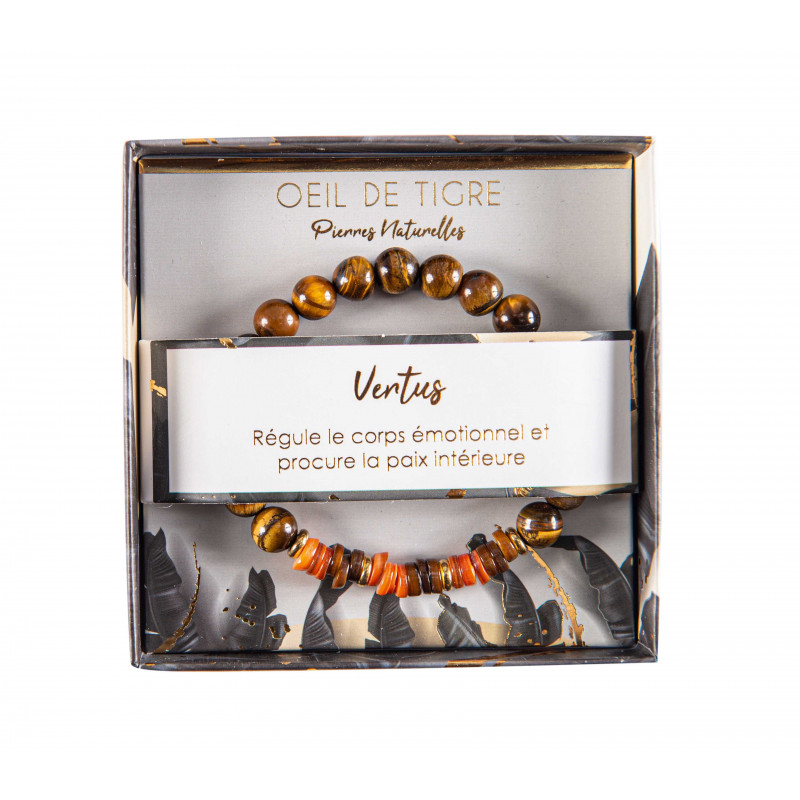 OEIL DE TIGRE
Pierres Naturelles
Vertus
Régule le corps émotionnel et
procure la paix intérieure